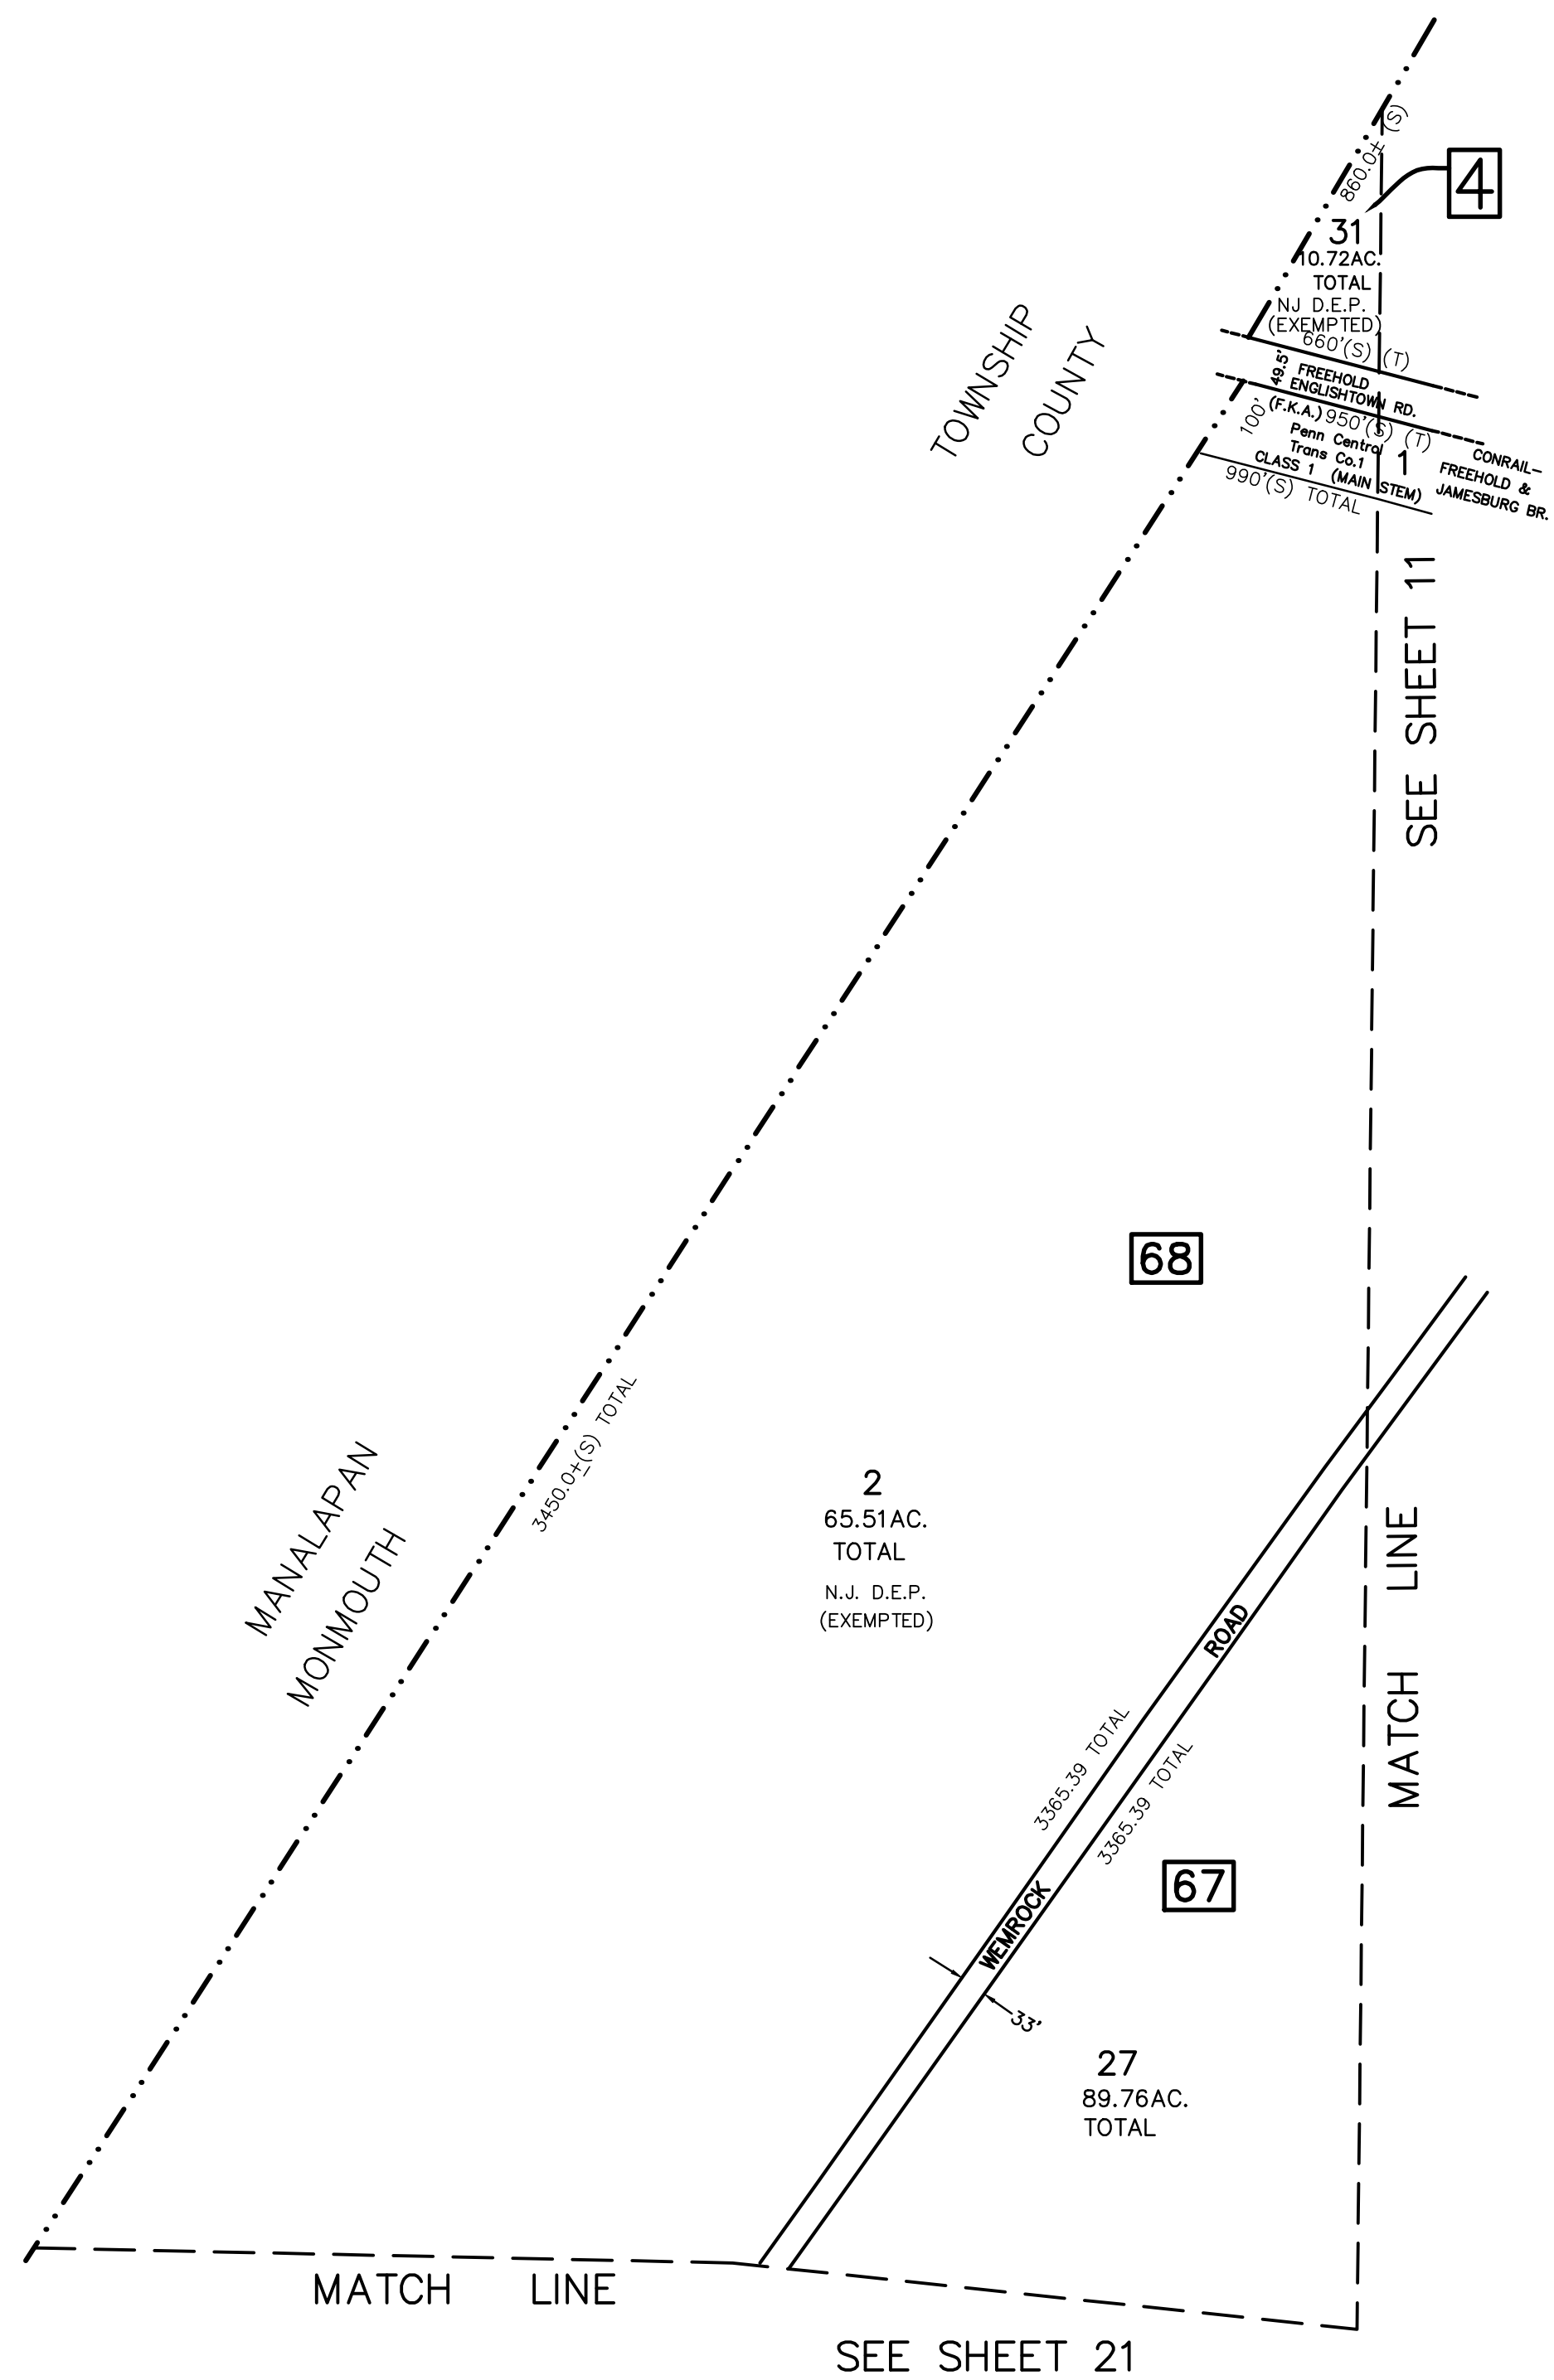 860.0± (S)
4
31
10.72AC.
TOTAL
NJ D.E.P.
(EXEMPTED)
660'(S) (T)
49.5'
FREEHOLD
ENGLISHTOWN RD.
100'
(F.K.A.) 950'(S) (T)
Penn Central
Trans Co.1
CLASS 1 (MAIN STEM)
1
CONRAIL-
FREEHOLD &
JAMESBURG BR.
990'(S) TOTAL
TOWNSHIP
COUNTY
SEE SHEET 11
68
3450.0±(S) TOTAL
MANALAPAN
MONMOUTH
2
65.51AC.
TOTAL
N.J. D.E.P.
(EXEMPTED)
MATCH LINE
WEMROCK ROAD
3365.39 TOTAL
3365.39 TOTAL
67
33'
27
89.76AC.
TOTAL
MATCH LINE
SEE SHEET 21